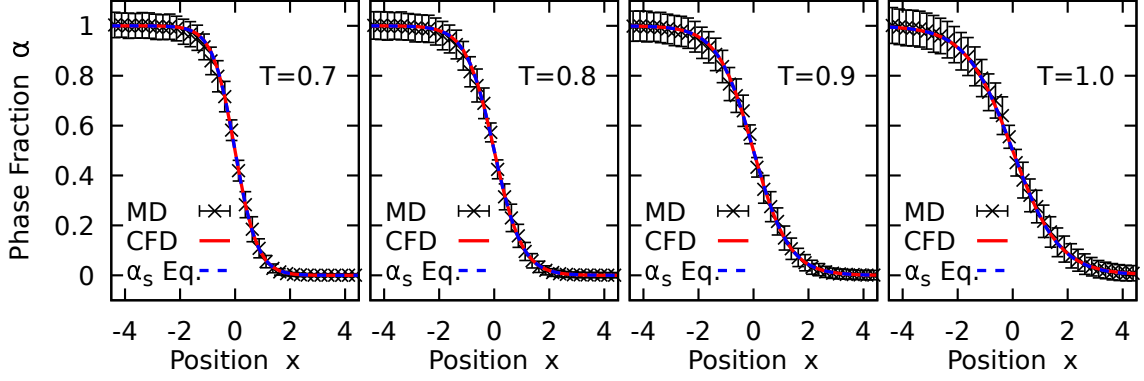 Phase Fraction α
1
0.8
0.6
0.4
0.2
0
T=0.7
MD
CFD
αs Eq.
-4 -2 0 2 4
Position x
T=0.8
MD
CFD
αs Eq.
-4 -2 0 2 4
Position x
T=0.9
MD
CFD
αs Eq.
-4 -2 0 2 4
Position x
T=1.0
MD
CFD
αs Eq.
-4 -2 0 2 4
Position x